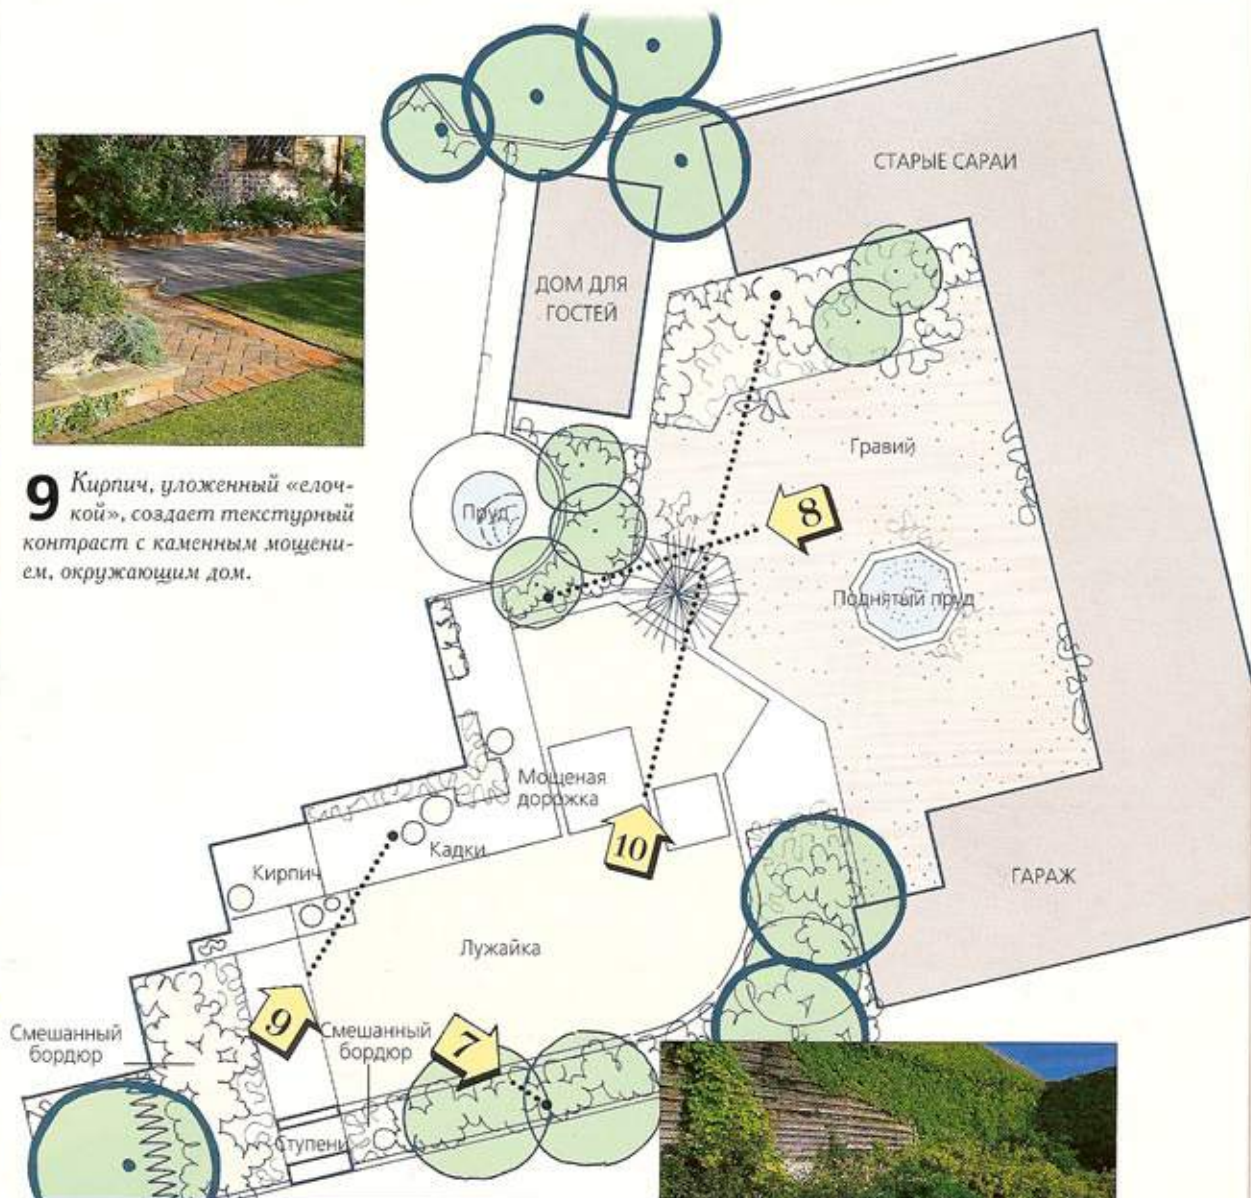 СТАРЫЕ САРАИ
ДОМ ДЛЯ
ГОСТЕЙ
Гравий
9 Кирпич, уложенный «елоч-
кой», создает текстурный
контраст с каменным мощени-
ем, окружающим дом.
Пруд
8
Поднятый пруд
Мощеная
дорожка
Кадки
10
Кирпич
ГАРАЖ
Лужайка
Смешанный
бордюр
9
Смешанный
бордюр
7
Ступени